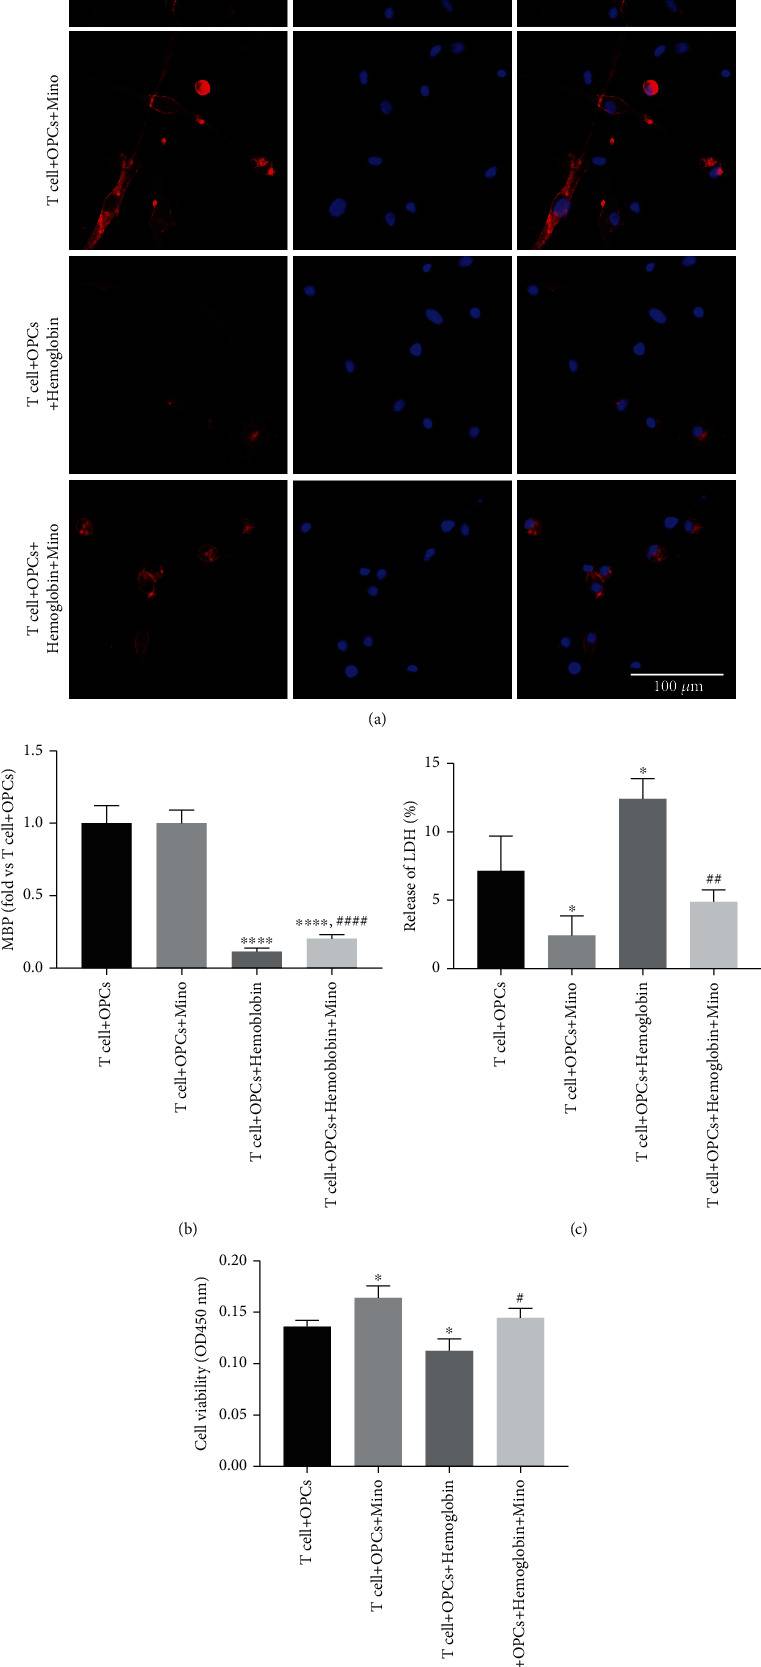 T cell+OPCs+Mino
T cell+OPCs
+Hemoglobin
T cell+OPCs+
Hemoglobin+Mino
100 μm
(a)
MBP (fold vs T cell+OPCs)
1.5
1.0
0.5
0.0
****
****, ####
T cell+OPCs
T cell+OPCs+Mino
T cell+OPCs+Hemoblobin
T cell+OPCs+Hemoblobin+Mino
(b)
Release of LDH (%)
15
10
5
0
*
*
##
T cell+OPCs
T cell+OPCs+Mino
T cell+OPCs+Hemoglobin
T cell+OPCs+Hemoglobin+Mino
(c)
Cell viability (OD450 nm)
0.20
0.15
0.10
0.05
0.00
*
*
#
T cell+OPCs
T cell+OPCs+Mino
T cell+OPCs+Hemoglobin
+OPCs+Hemoglobin+Mino